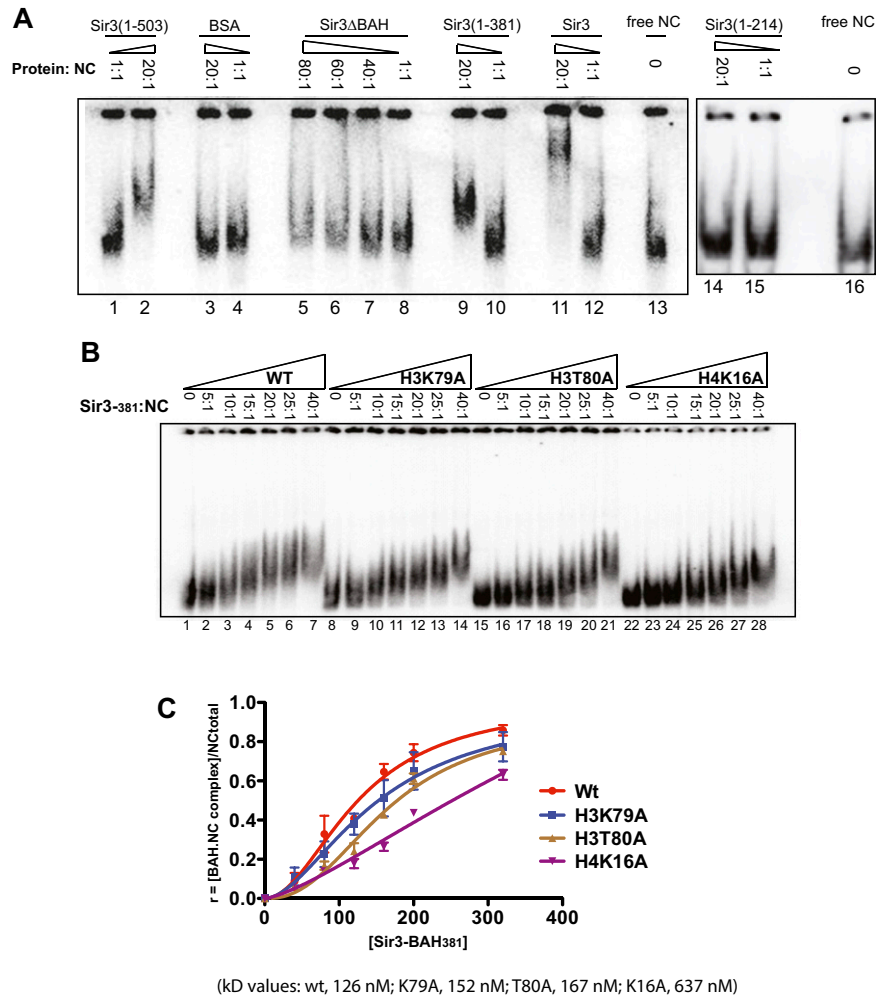 A
Sir3(1-503) BSA Sir3ΔBAH Sir3(1-381) Sir3 free NC Sir3(1-214) free NC
Protein: NC 1:1 20:1 20:1 1:1 80:1 60:1 40:1 1:1 20:1 1:1 20:1 1:1 0 20:1 1:1 0
1 2 3 4 5 6 7 8 9 10 11 12 13 14 15 16
B
WT H3K79A H3T80A H4K16A
Sir3-381:NC 0 5:1 10:1 15:1 20:1 25:1 40:1 0 5:1 10:1 15:1 20:1 25:1 40:1 0 5:1 10:1 15:1 20:1 25:1 40:1 0 5:1 10:1 15:1 20:1 25:1 40:1
1 2 3 4 5 6 7 8 9 10 11 12 13 14 15 16 17 18 19 20 21 22 23 24 25 26 27 28
C
r = [BAH.NC complex]/NCtotal
1.0
0.8
0.6
0.4
0.2
0.0
0 100 200 300 400
[Sir3-BAH381]
Wt
H3K79A
H3T80A
H4K16A
(kD values: wt, 126 nM; K79A, 152 nM; T80A, 167 nM; K16A, 637 nM)